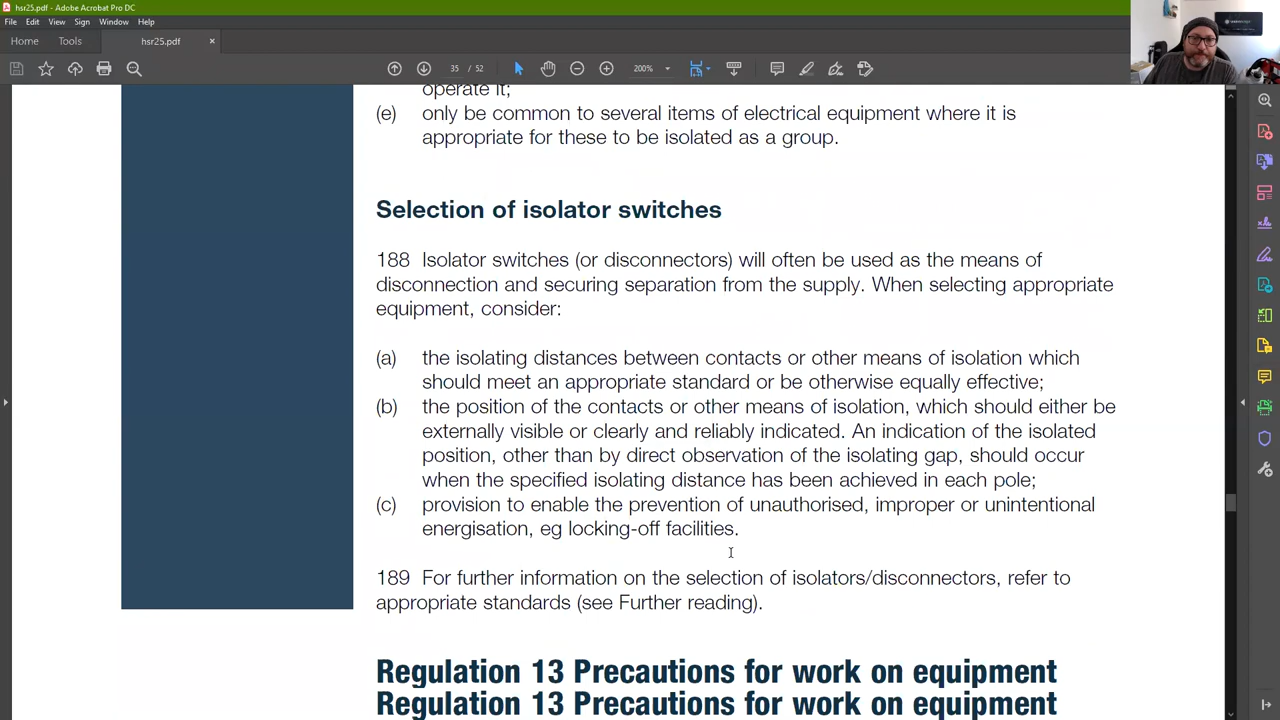 hsr25.pdf - Adobe Acrobat Pro DC
File Edit View Sign Window Help
Home Tools hsr25.pdf ×
35 / 52 200%
operate it;
(e) only be common to several items of electrical equipment where it is
appropriate for these to be isolated as a group.
Selection of isolator switches
188 Isolator switches (or disconnectors) will often be used as the means of
disconnection and securing separation from the supply. When selecting appropriate
equipment, consider:
(a) the isolating distances between contacts or other means of isolation which
should meet an appropriate standard or be otherwise equally effective;
(b) the position of the contacts or other means of isolation, which should either be
externally visible or clearly and reliably indicated. An indication of the isolated
position, other than by direct observation of the isolating gap, should occur
when the specified isolating distance has been achieved in each pole;
(c) provision to enable the prevention of unauthorised, improper or unintentional
energisation, eg locking-off facilities.
189 For further information on the selection of isolators/disconnectors, refer to
appropriate standards (see Further reading).
Regulation 13 Precautions for work on equipment
Regulation 13 Precautions for work on equipment